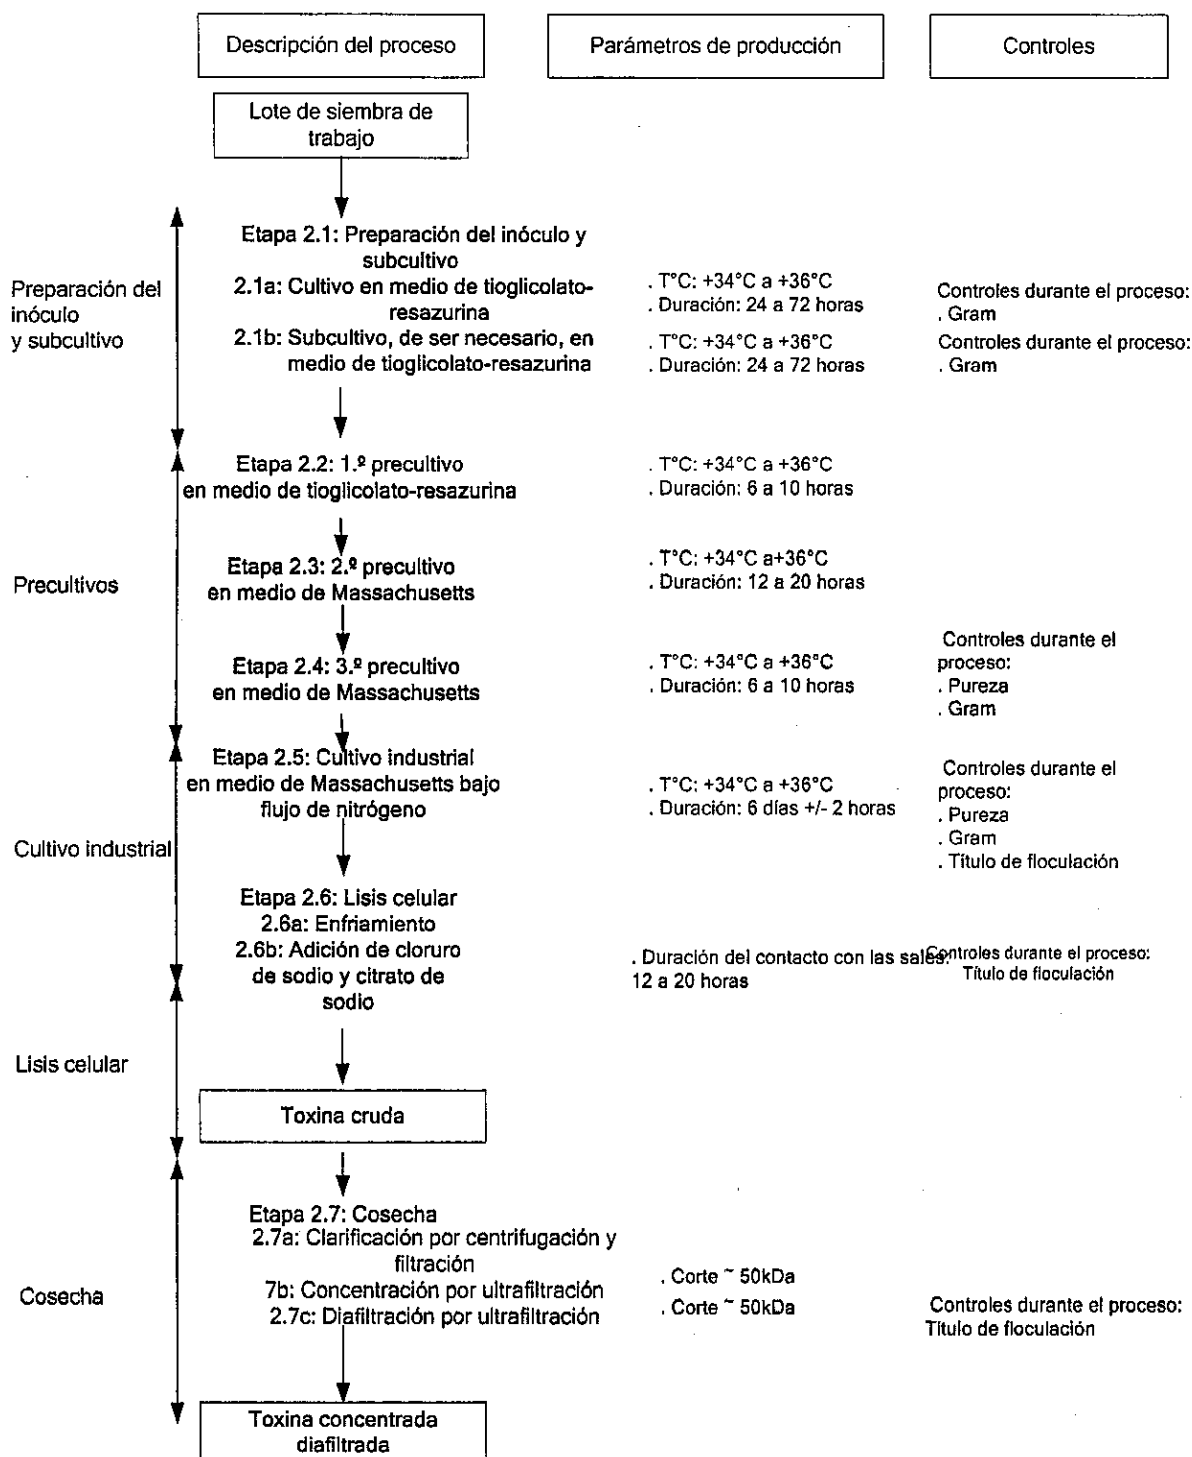 Descripción del proceso
Parámetros de producción
Controles
Lote de siembra de
trabajo
Preparación del
inóculo
y subcultivo
Etapa 2.1: Preparación del inóculo y
subcultivo
2.1a: Cultivo en medio de tioglicolato-
resazurina
2.1b: Subcultivo, de ser necesario, en
medio de tioglicolato-resazurina
. T°C: +34°C a +36°C
. Duración: 24 a 72 horas
. T°C: +34°C a +36°C
. Duración: 24 a 72 horas
Controles durante el proceso:
. Gram
Controles durante el proceso:
. Gram
Precultivos
Etapa 2.2: 1.º precultivo
en medio de tioglicolato-resazurina
. T°C: +34°C a +36°C
. Duración: 6 a 10 horas
Etapa 2.3: 2.º precultivo
en medio de Massachusetts
. T°C: +34°C a+36°C
. Duración: 12 a 20 horas
Etapa 2.4: 3.º precultivo
en medio de Massachusetts
. T°C: +34°C a +36°C
. Duración: 6 a 10 horas
Controles durante el
proceso:
. Pureza
. Gram
Cultivo industrial
Etapa 2.5: Cultivo industrial
en medio de Massachusetts bajo
flujo de nitrógeno
. T°C: +34°C a +36°C
. Duración: 6 días +/- 2 horas
Controles durante el
proceso:
. Pureza
. Gram
. Título de floculación
Etapa 2.6: Lisis celular
2.6a: Enfriamiento
2.6b: Adición de cloruro
de sodio y citrato de
sodio
. Duración del contacto con las sales:
12 a 20 horas
Controles durante el proceso:
Título de floculación
Lisis celular
Toxina cruda
Cosecha
Etapa 2.7: Cosecha
2.7a: Clarificación por centrifugación y
filtración
7b: Concentración por ultrafiltración
2.7c: Diafiltración por ultrafiltración
. Corte ~ 50kDa
. Corte ~ 50kDa
Controles durante el proceso:
Título de floculación
Toxina concentrada
diafiltrada